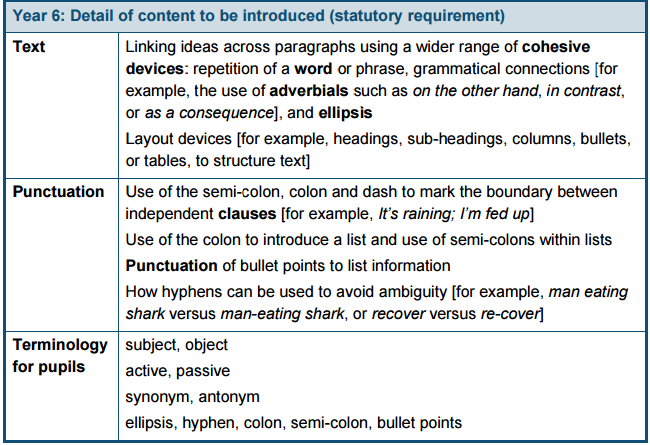 Year 6: Detail of content to be introduced (statutory requirement)
Text
Linking ideas across paragraphs using a wider range of cohesive
devices: repetition of a word or phrase, grammatical connections [for
example, the use of adverbials such as on the other hand, in contrast,
or as a consequence], and ellipsis
Layout devices [for example, headings, sub-headings, columns, bullets,
or tables, to structure text]
Punctuation
Use of the semi-colon, colon and dash to mark the boundary between
independent clauses [for example, It's raining; I'm fed up]
Use of the colon to introduce a list and use of semi-colons within lists
Punctuation of bullet points to list information
How hyphens can be used to avoid ambiguity [for example, man eating
shark versus man-eating shark, or recover versus re-cover]
Terminology
for pupils
subject, object
active, passive
synonym, antonym
ellipsis, hyphen, colon, semi-colon, bullet points